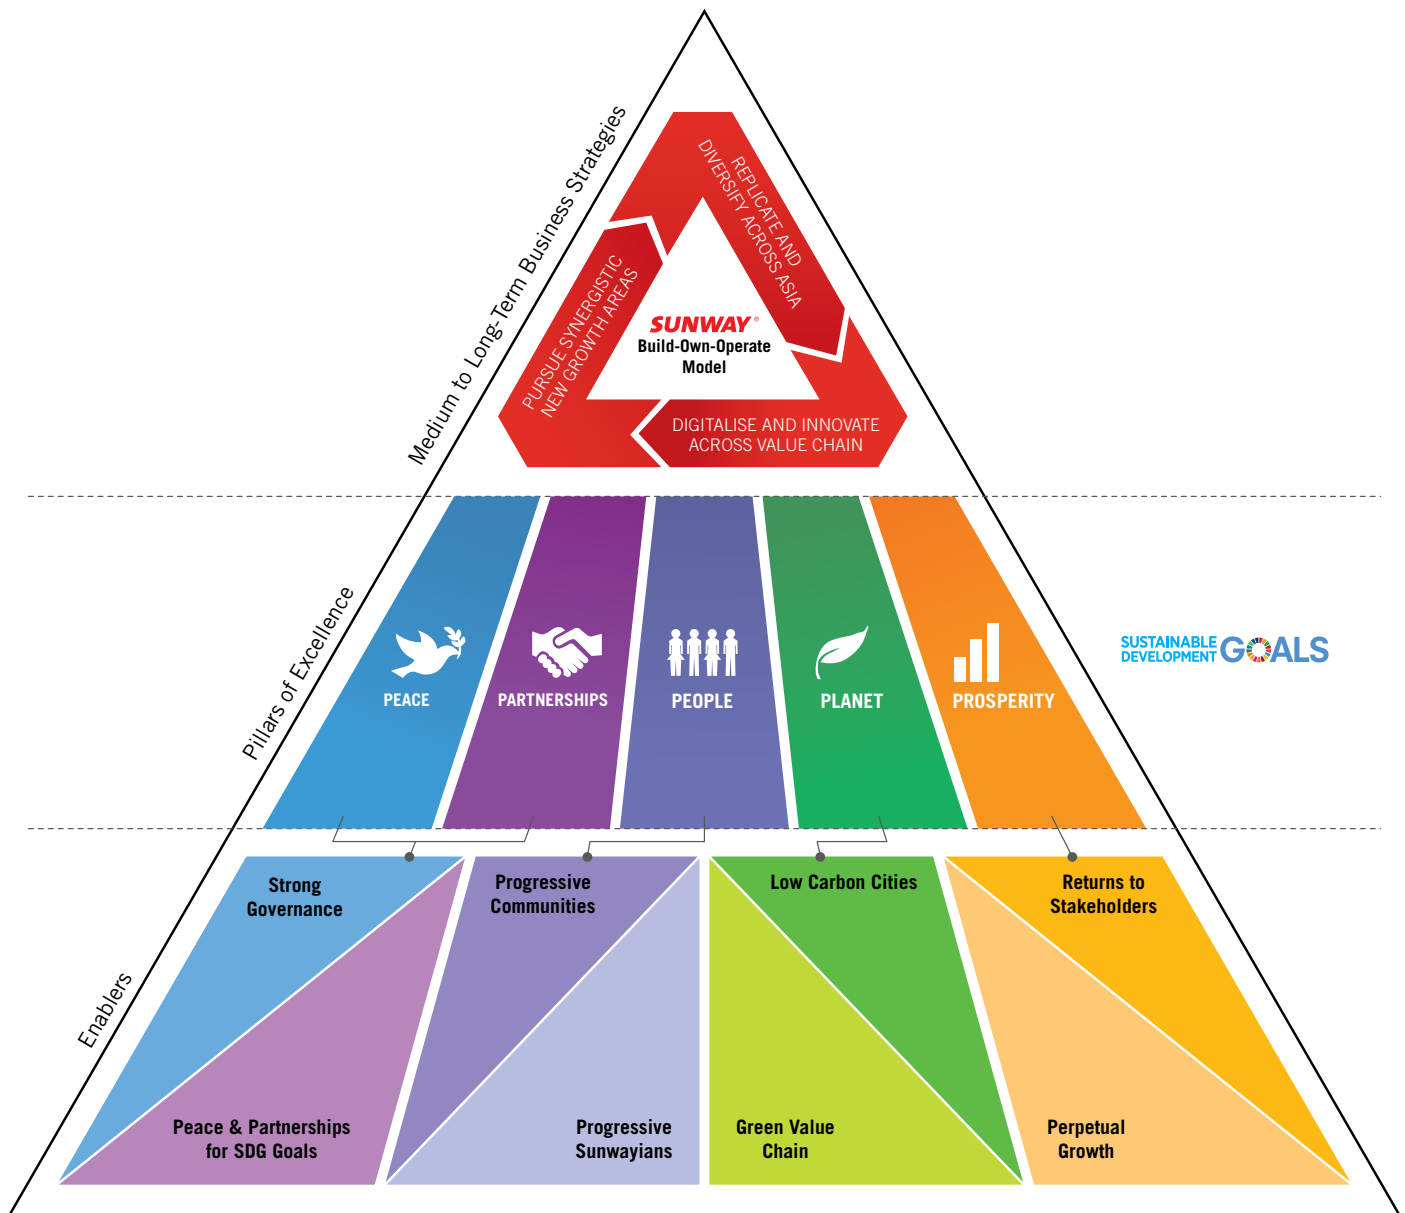 Medium to Long-Term Business Strategies
REPLICATE AND
DIVERSIFY ACROSS ASIA
PURSUE SYNERGISTIC
NEW GROWTH AREAS
SUNWAY®
Build-Own-Operate
Model
DIGITALISE AND INNOVATE
ACROSS VALUE CHAIN
Pillars of Excellence
PEACE
PARTNERSHIPS
PEOPLE
PLANET
PROSPERITY
SUSTAINABLE
DEVELOPMENT
GOALS
Enablers
Strong
Governance
Progressive
Communities
Low Carbon Cities
Returns to
Stakeholders
Peace & Partnerships
for SDG Goals
Progressive
Sunwayians
Green Value
Chain
Perpetual
Growth